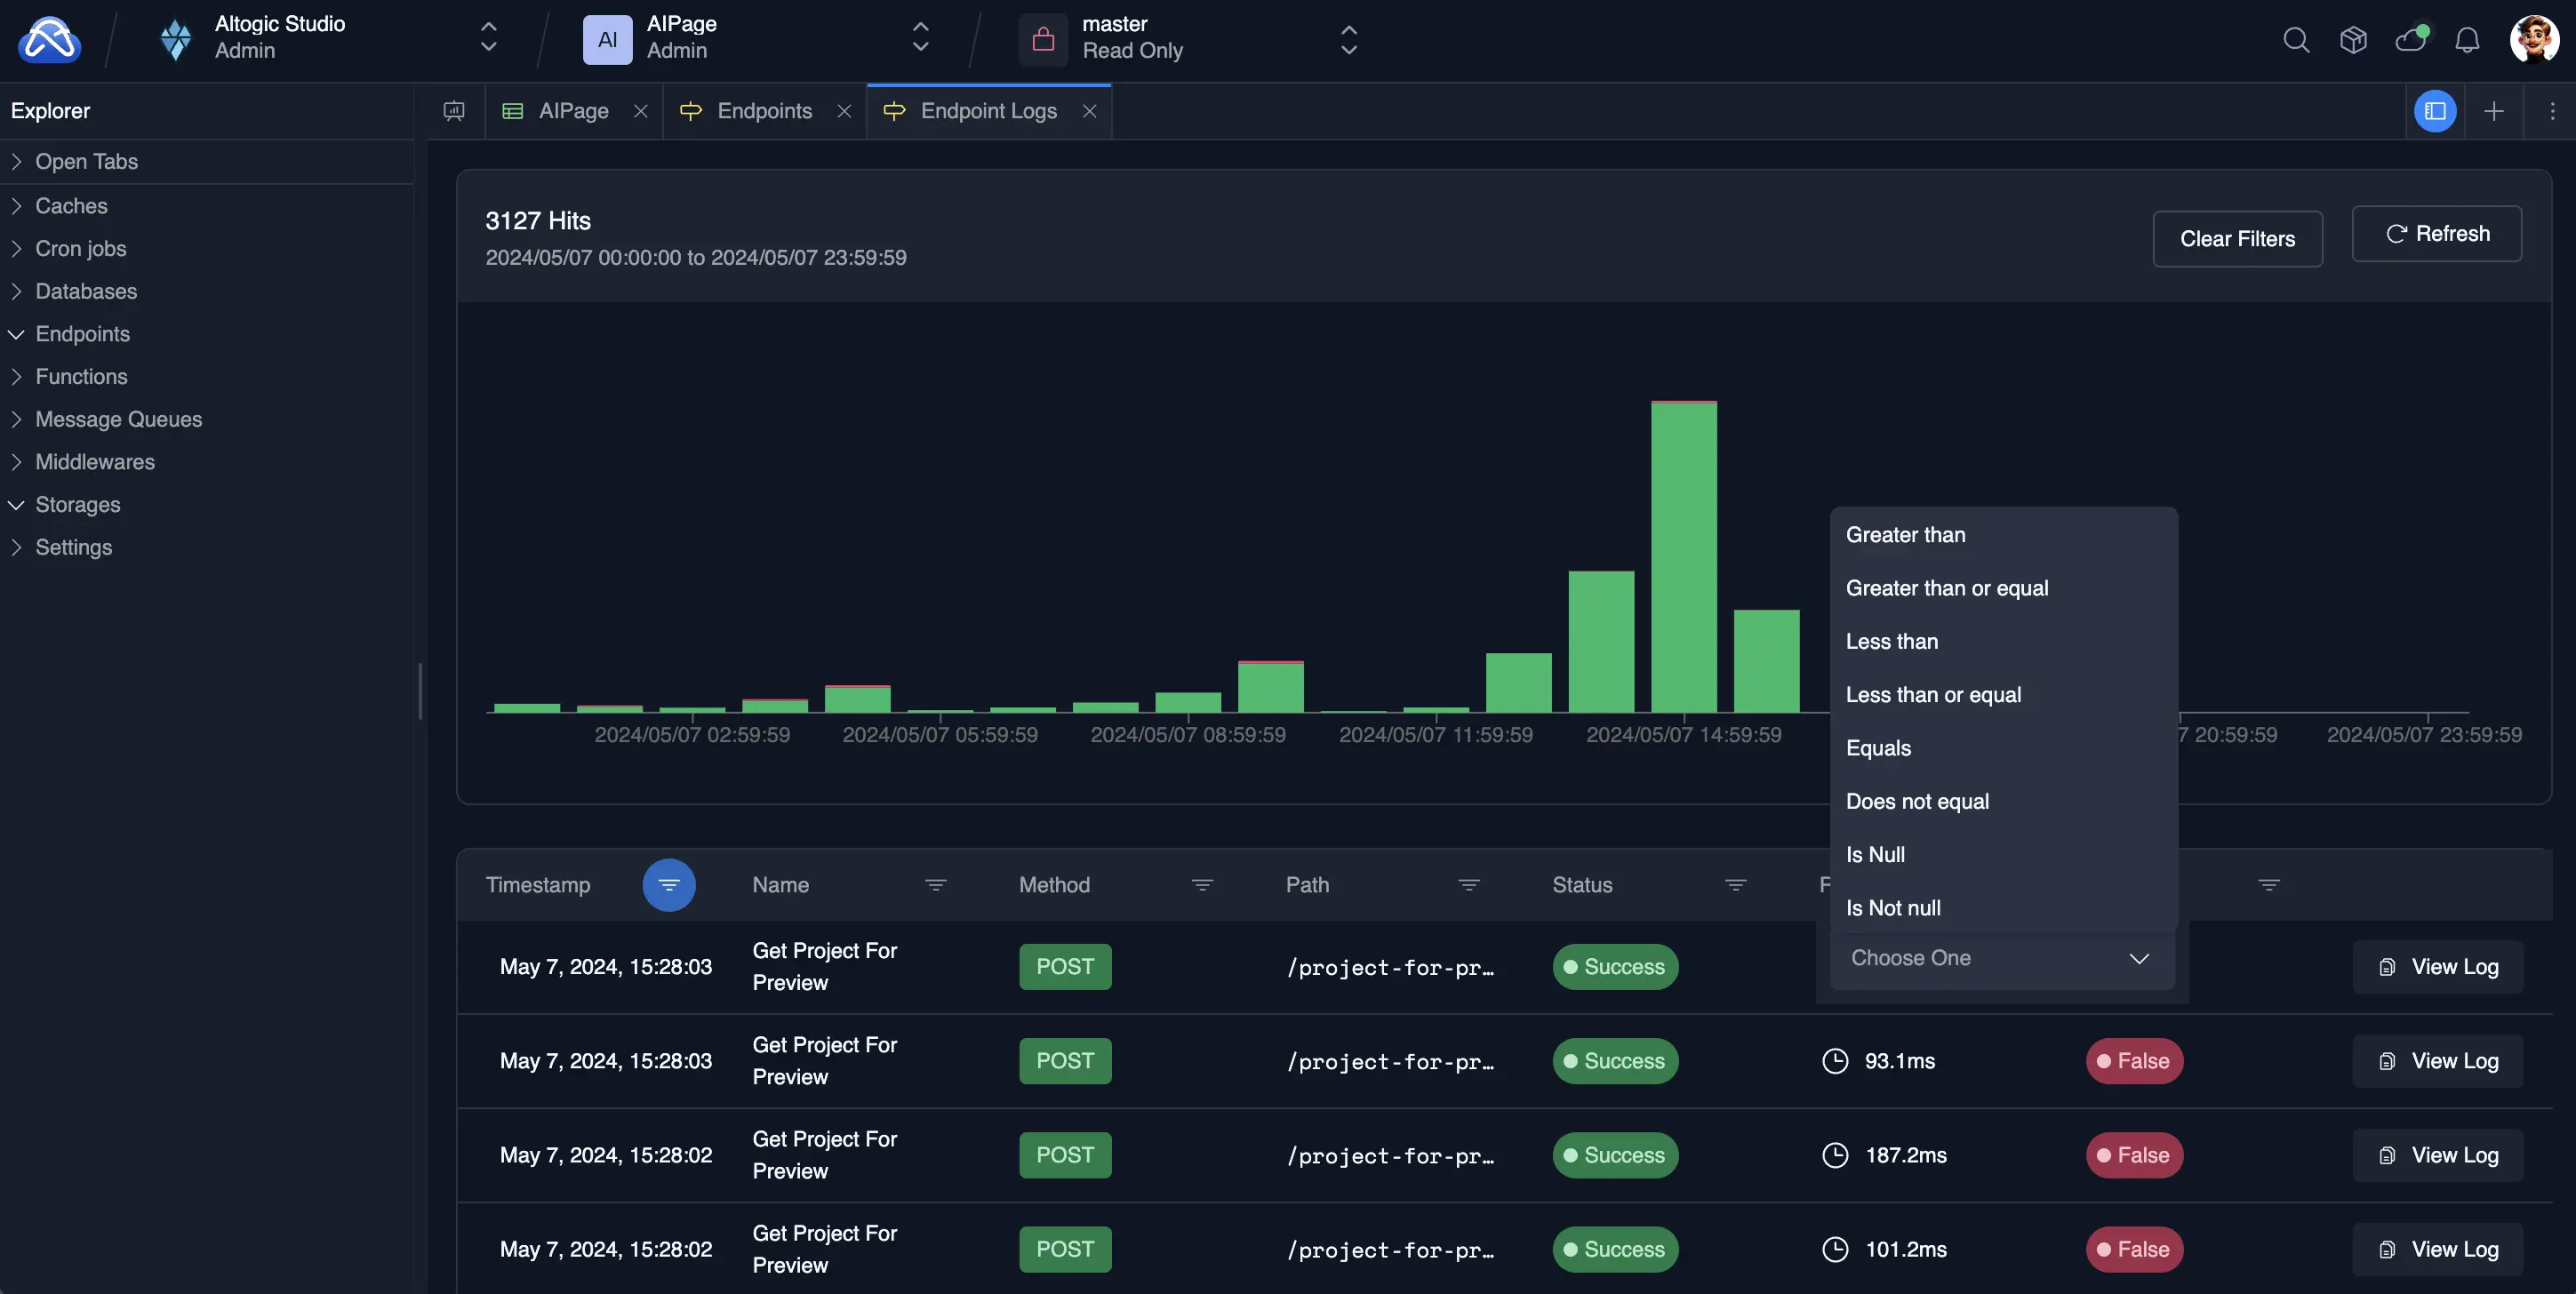 Altogic Studio
Admin
AI
AIPage
Admin
master
Read Only
Explorer
AIPage
Endpoints
Endpoint Logs
Open Tabs
Caches
Cron jobs
Databases
Endpoints
Functions
Message Queues
Middlewares
Storages
Settings
3127 Hits
2024/05/07 00:00:00 to 2024/05/07 23:59:59
Clear Filters
Refresh
2024/05/07 02:59:59
2024/05/07 05:59:59
2024/05/07 08:59:59
2024/05/07 11:59:59
2024/05/07 14:59:59
7 20:59:59
2024/05/07 23:59:59
Greater than
Greater than or equal
Less than
Less than or equal
Equals
Does not equal
Is Null
Is Not null
Choose One
Timestamp
Name
Method
Path
Status
May 7, 2024, 15:28:03
Get Project For
Preview
POST
/project-for-pr…
Success
View Log
May 7, 2024, 15:28:03
Get Project For
Preview
POST
/project-for-pr…
Success
93.1ms
False
View Log
May 7, 2024, 15:28:02
Get Project For
Preview
POST
/project-for-pr…
Success
187.2ms
False
View Log
May 7, 2024, 15:28:02
Get Project For
Preview
POST
/project-for-pr…
Success
101.2ms
False
View Log